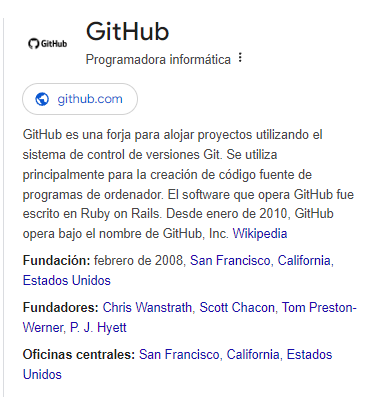 GitHub
GitHub
Programadora informática
github.com
GitHub es una forja para alojar proyectos utilizando el
sistema de control de versiones Git. Se utiliza
principalmente para la creación de código fuente de
programas de ordenador. El software que opera GitHub fue
escrito en Ruby on Rails. Desde enero de 2010, GitHub
opera bajo el nombre de GitHub, Inc. Wikipedia
Fundación: febrero de 2008, San Francisco, California,
Estados Unidos
Fundadores: Chris Wanstrath, Scott Chacon, Tom Preston-
Werner, P. J. Hyett
Oficinas centrales: San Francisco, California, Estados
Unidos